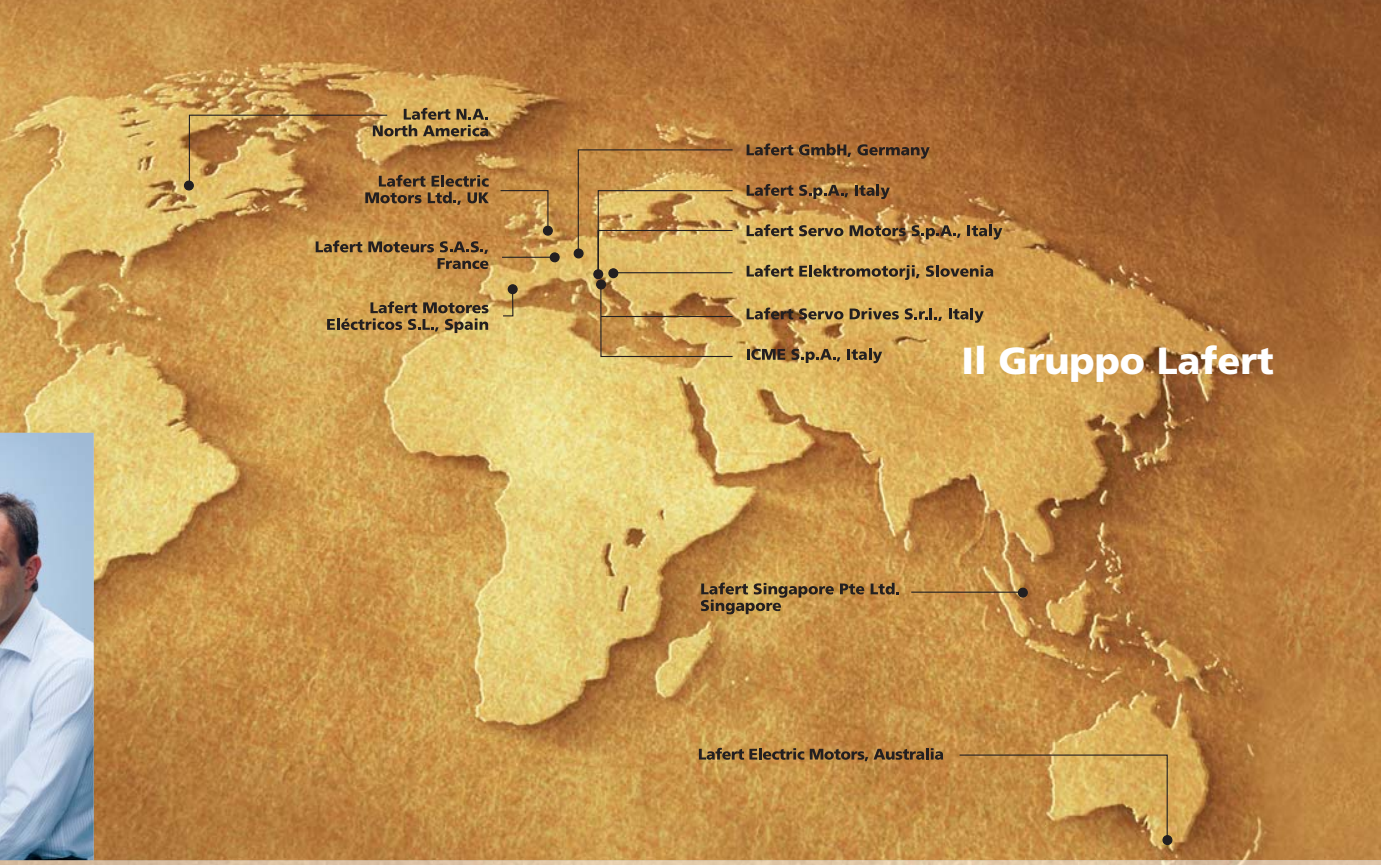 Lafert N.A.
North America
Lafert Electric
Motors Ltd., UK
Lafert Moteurs S.A.S.,
France
Lafert Motores
Eléctricos S.L., Spain
Lafert GmbH, Germany
Lafert S.p.A., Italy
Lafert Servo Motors S.p.A., Italy
Lafert Elektromotorji, Slovenia
Lafert Servo Drives S.r.l., Italy
ICME S.p.A., Italy
Il Gruppo Lafert
Lafert Singapore Pte Ltd.
Singapore
Lafert Electric Motors, Australia